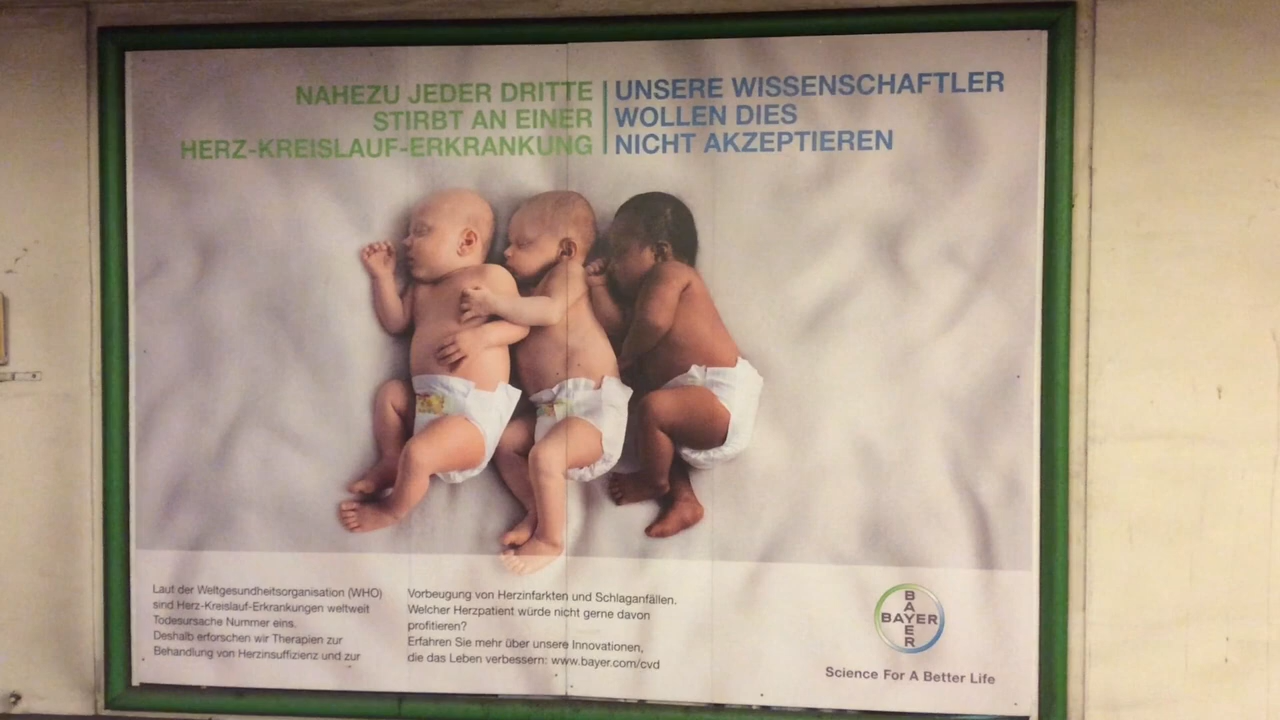 NAHEZU JEDER DRITTE
STIRBT AN EINER
HERZ-KREISLAUF-ERKRANKUNG
UNSERE WISSENSCHAFTLER
WOLLEN DIES
NICHT AKZEPTIEREN
Laut der Weltgesundheitsorganisation (WHO)
sind Herz-Kreislauf-Erkrankungen weltweit
Todesursache Nummer eins.
Deshalb erforschen wir Therapien zur
Behandlung von Herzinsuffizienz und zur
Vorbeugung von Herzinfarkten und Schlaganfällen.
Welcher Herzpatient würde nicht gerne davon
profitieren?
Erfahren Sie mehr über unsere Innovationen,
die das Leben verbessern: www.bayer.com/cvd
BAYER
BAYER
Science For A Better Life